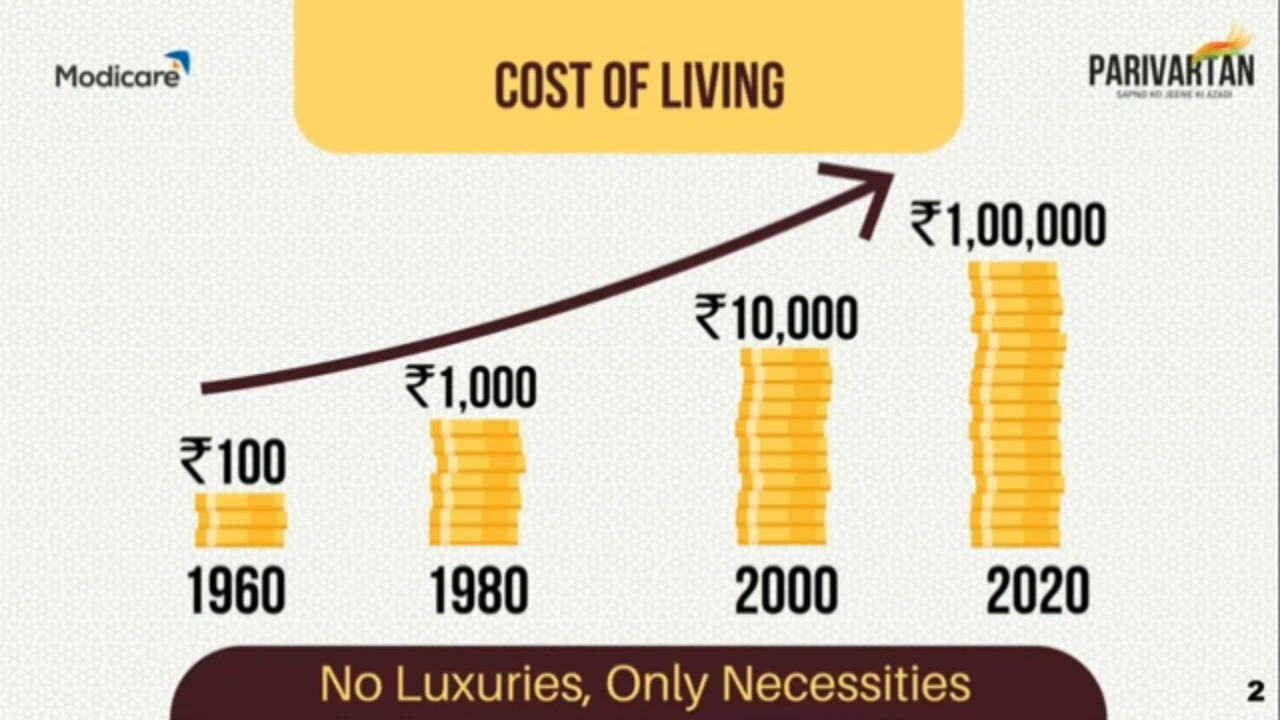 Modicare
COST OF LIVING
PARIVARTAN
SAPNO KO JEENE KI AZADI
₹1,00,000
₹10,000
₹1,000
₹100
1960
1980
2000
2020
No Luxuries, Only Necessities
2